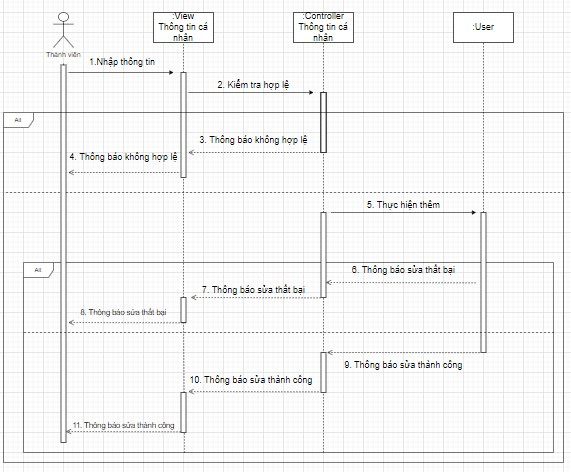 :View
Thông tin cá
nhân
:Controller
Thông tin cá
nhân
:User
Thành viên
1.Nhập thông tin
2. Kiểm tra hợp lệ
Alt
3. Thông báo không hợp lệ
4. Thông báo không hợp lệ
5. Thực hiện thêm
Alt
6. Thông báo sửa thất bại
7. Thông báo sửa thất bại
8. Thông báo sửa thất bại
9. Thông báo sửa thành công
10. Thông báo sửa thành công
11. Thông báo sửa thành công